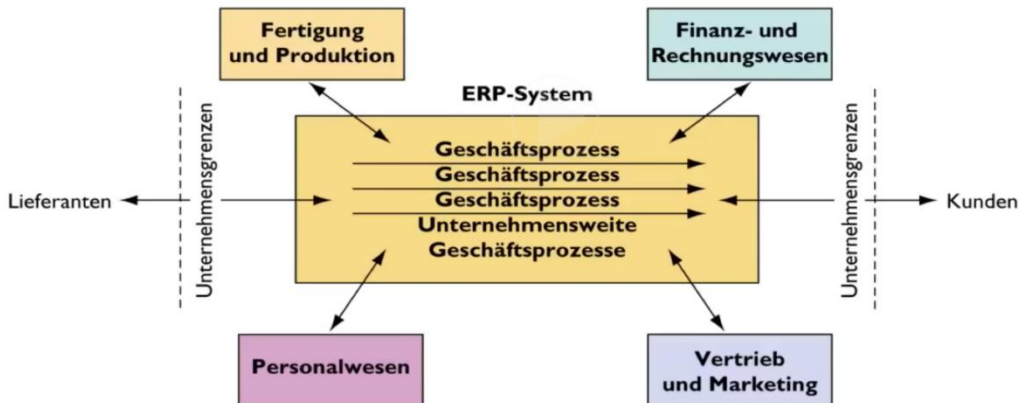 Fertigung
und Produktion
Finanz- und
Rechnungswesen
ERP-System
Geschäftsprozess
Geschäftsprozess
Geschäftsprozess
Unternehmensweite
Geschäftsprozesse
Lieferanten
Unternehmensgrenzen
Unternehmensgrenzen
Kunden
Personalwesen
Vertrieb
und Marketing